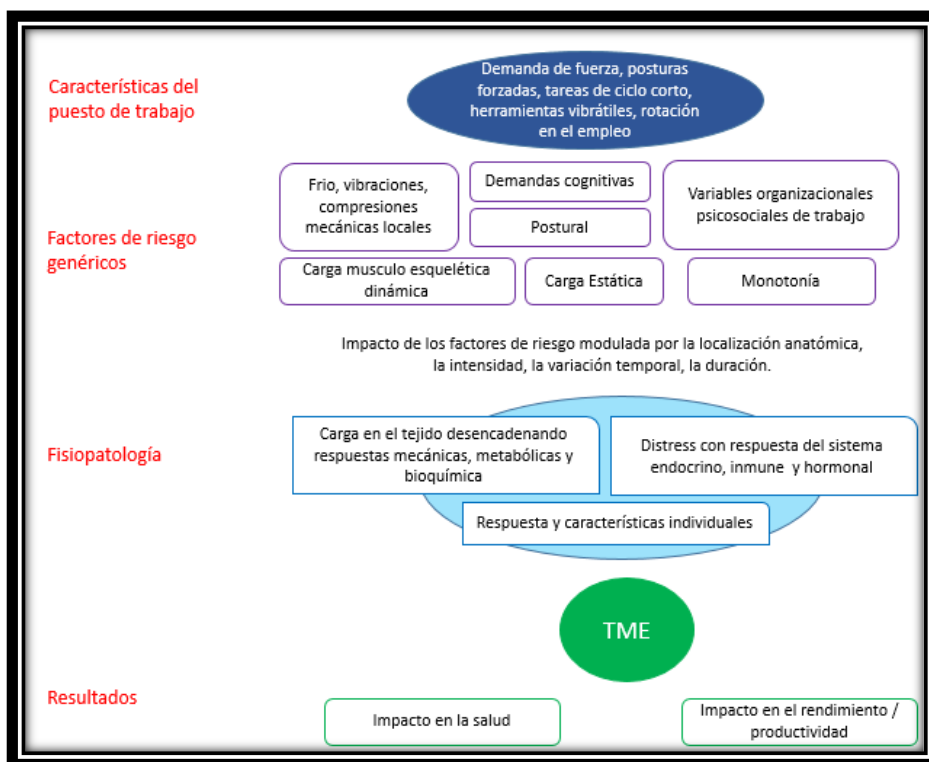 Características del
puesto de trabajo
Demanda de fuerza, posturas
forzadas, tareas de ciclo corto,
herramientas vibrátiles, rotación
en el empleo
Factores de riesgo
genéricos
Frio, vibraciones,
compresiones
mecánicas locales
Demandas cognitivas
Postural
Variables organizacionales
psicosociales de trabajo
Carga musculo esquelética
dinámica
Carga Estática
Monotonía
Impacto de los factores de riesgo modulada por la localización anatómica,
la intensidad, la variación temporal, la duración.
Fisiopatología
Carga en el tejido desencadenando
respuestas mecánicas, metabólicas y
bioquímica
Distress con respuesta del sistema
endocrino, inmune y hormonal
Respuesta y características individuales
TME
Resultados
Impacto en la salud
Impacto en el rendimiento /
productividad